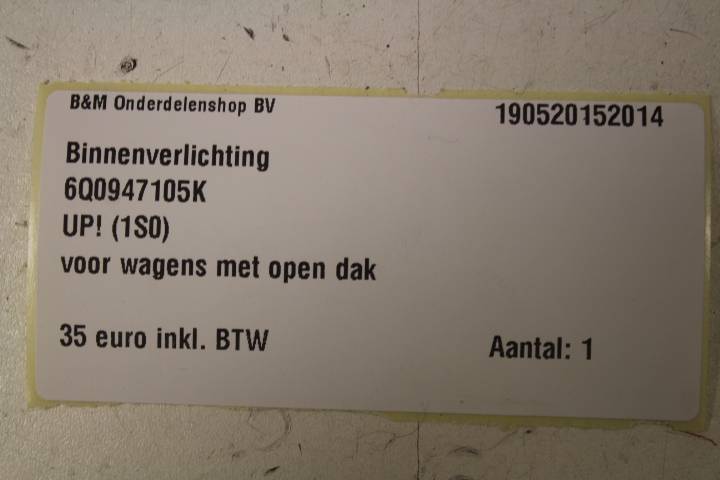 B&M Onderdelenshop BV 190520152014
Binnenverlichting
6Q0947105K
UP! (1S0)
voor wagens met open dak
35 euro inkl. BTW Aantal: 1